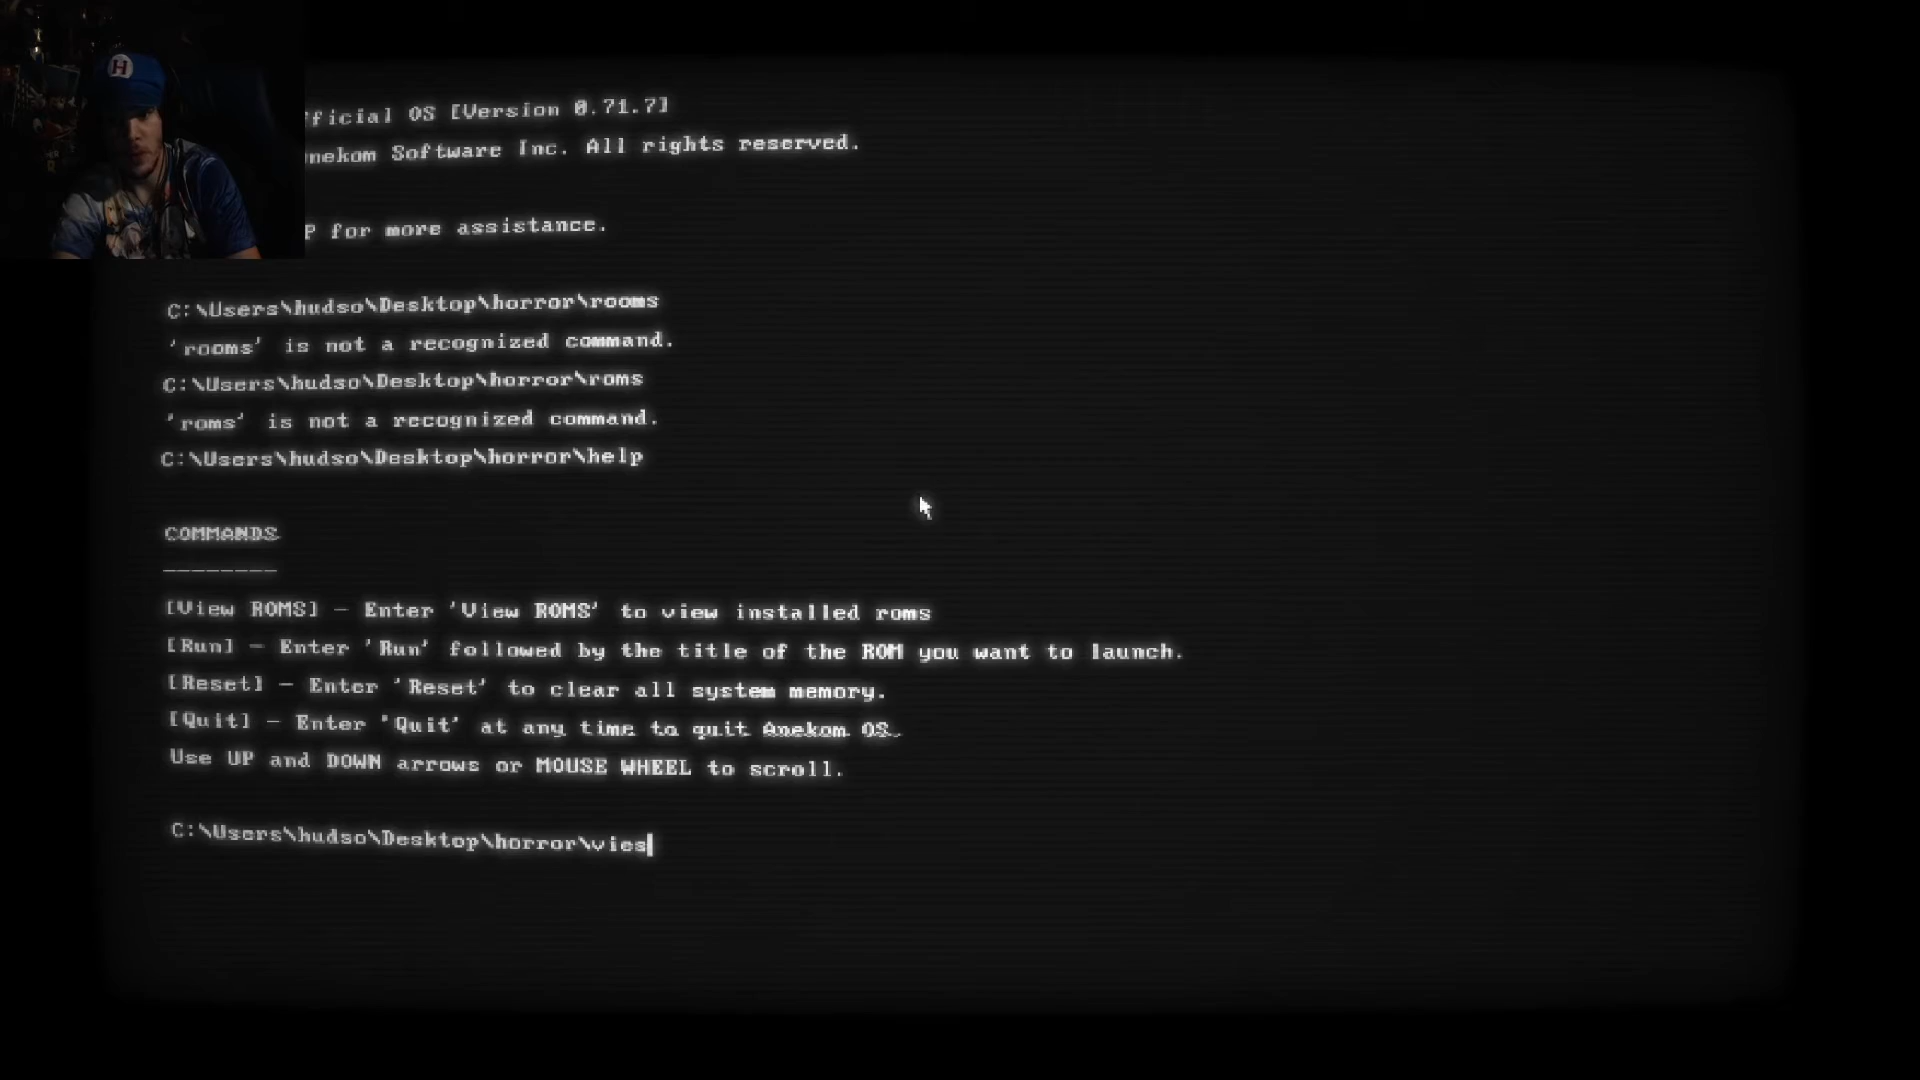 H
fficial OS [Version 0.71.7]
nekom Software Inc. All rights reserved.
P for more assistance.
C:\Users\hudso\Desktop\horror\rooms
'rooms' is not a recognized command.
C:\Users\hudso\Desktop\horror\roms
'roms' is not a recognized command.
C:\Users\hudso\Desktop\horror\help
COMMANDS
--------
[View ROMS] - Enter 'View ROMS' to view installed roms
[Run] - Enter 'Run' followed by the title of the ROM you want to launch.
[Reset] - Enter 'Reset' to clear all system memory.
[Quit] - Enter 'Quit' at any time to quit Anekom OS.
Use UP and DOWN arrows or MOUSE WHEEL to scroll.
C:\Users\hudso\Desktop\horror\vies